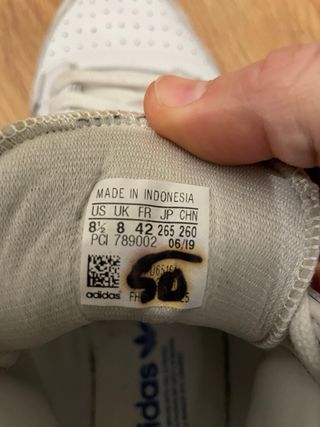 MADE IN INDONESIA
US UK FR JP CHN
8½ 8 42 265 260
PCI 789002 06/19
50
adidas
adidas